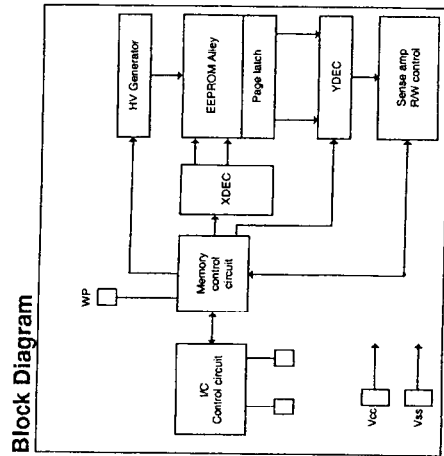 Block Diagram
WP
HV Generator
I/C
Control circuit
Memory
control
circuit
XDEC
EEPROM Alley
Page latch
YDEC
Sense amp
R/W control
Vcc
Vss